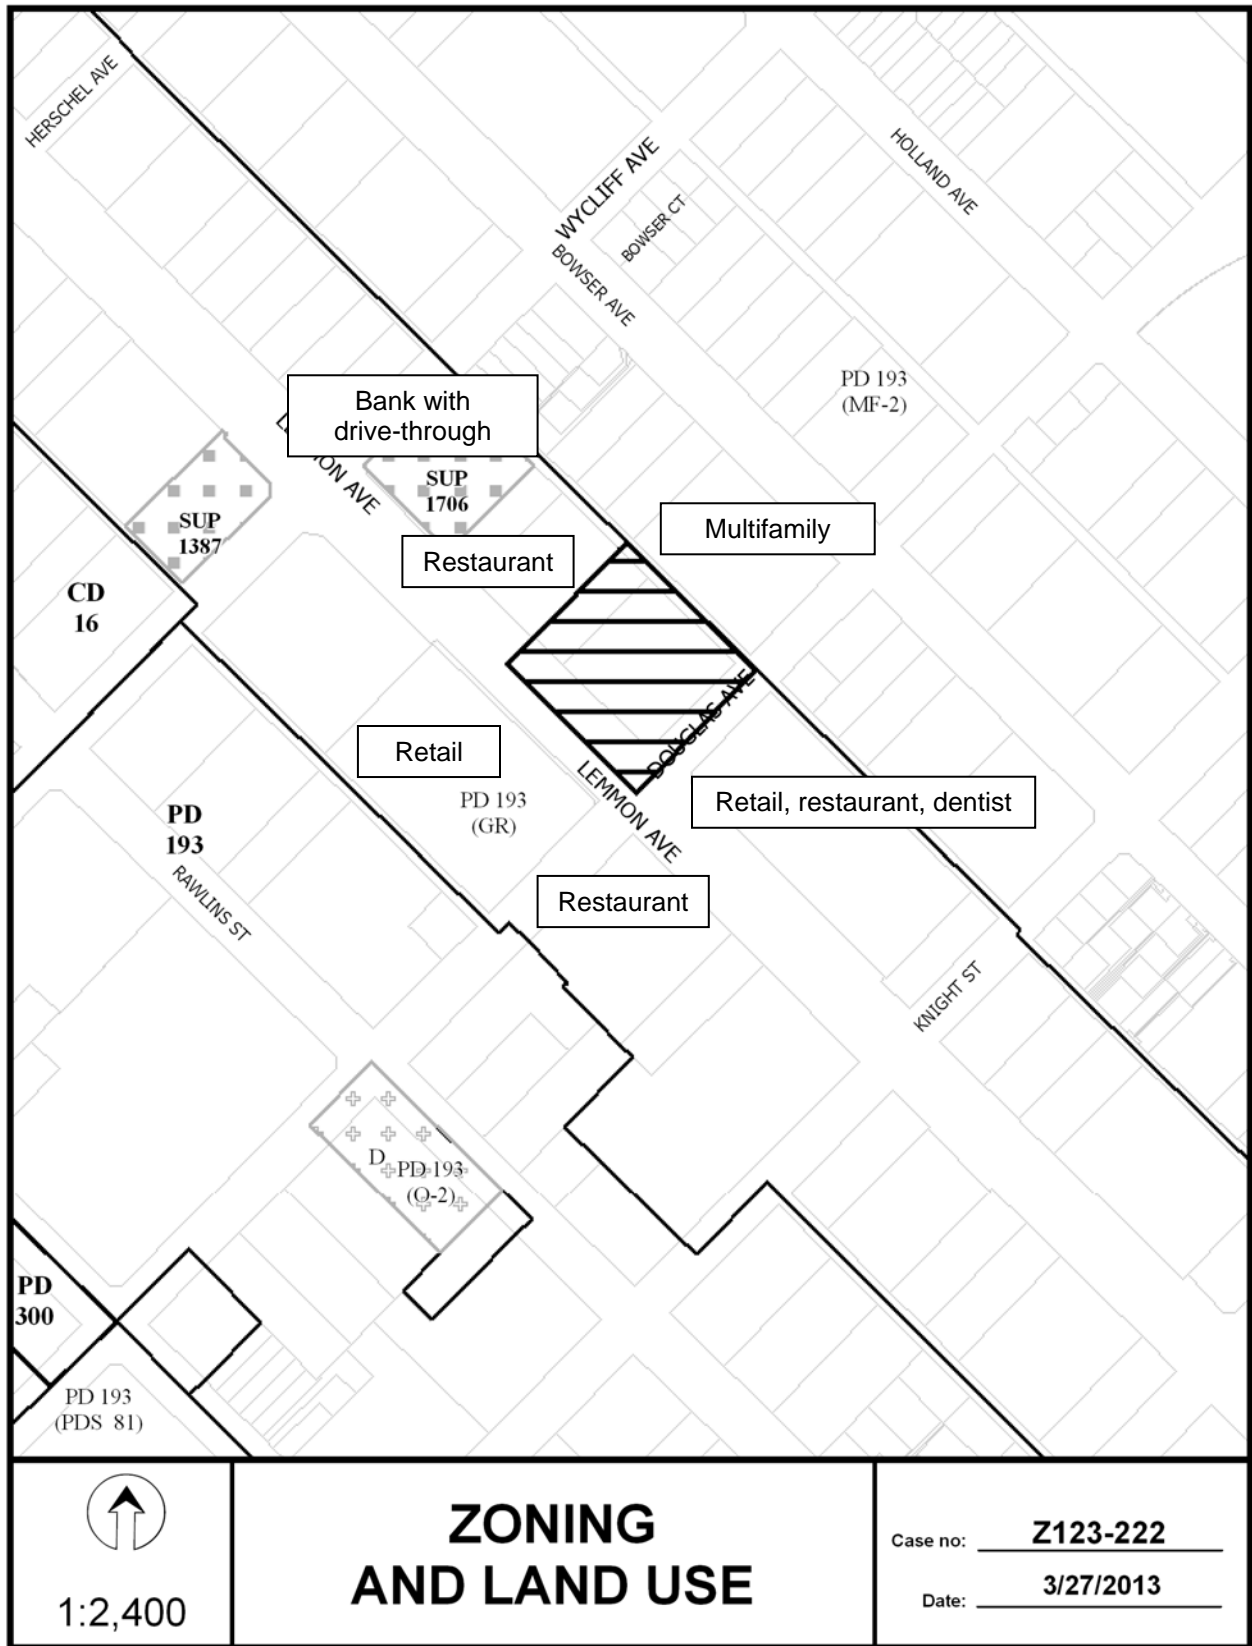 HERSCHEL AVE
WYCLIFF AVE
HOLLAND AVE
BOWSER CT
BOWSER AVE
PD 193
(MF-2)
Bank with
drive-through
ON AVE
SUP
1706
SUP
1387
Multifamily
Restaurant
CD
16
DOUGLAS AVE
Retail
LEMMON AVE
PD 193
(GR)
Retail, restaurant, dentist
PD
193
RAWLINS ST
Restaurant
KNIGHT ST
D
PD 193
(O-2)
PD
300
PD 193
(PDS 81)
1:2,400
ZONING
AND LAND USE
Case no: Z123-222
Date: 3/27/2013